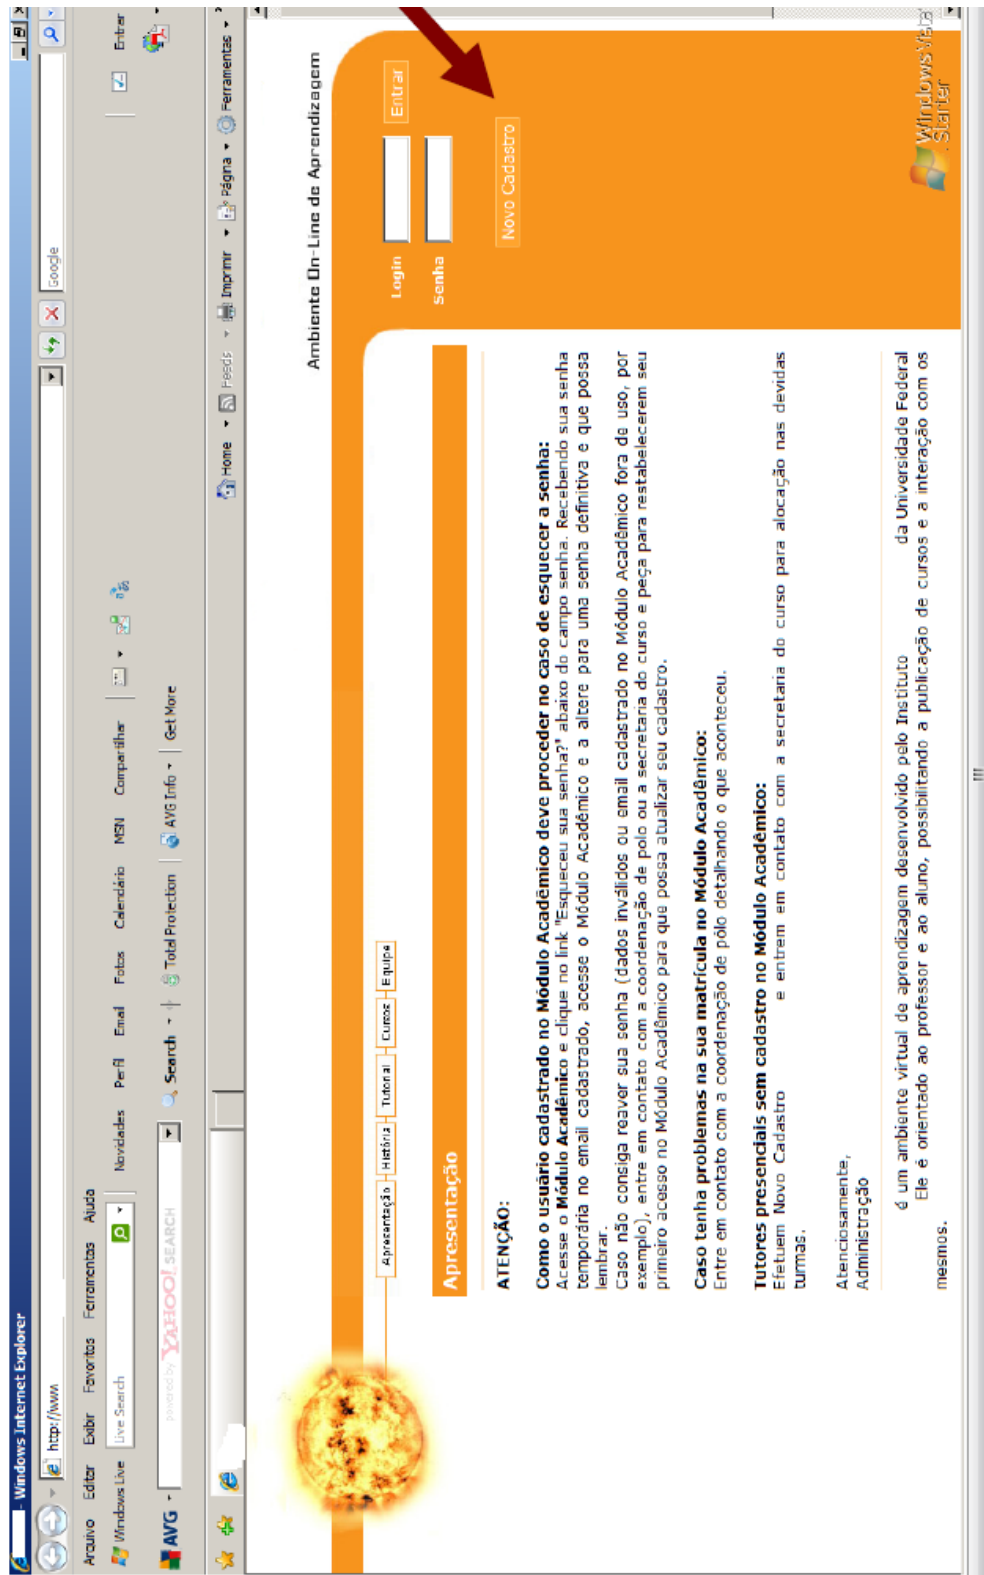 - Windows Internet Explorer
http://www
Google
Arquivo Editar Exibir Favoritos Ferramentas Ajuda
Windows Live Live Search Novidades Perfil Email Fotos Calendário MSN Compartilhar Entrar
AVG powered by YAHOO! SEARCH Search Total Protection AVG Info Get More
Home Feeds Imprimir Página Ferramentas
Ambiente On-Line de Aprendizagem
Apresentação História Tutorial Cursos Equipe
Login Entrar
Senha
Novo Cadastro
Apresentação
ATENÇÃO:
Como o usuário cadastrado no Módulo Acadêmico deve proceder no caso de esquecer a senha:
Acesse o Módulo Acadêmico e clique no link "Esqueceu sua senha?" abaixo do campo senha. Recebendo sua senha
temporária no email cadastrado, acesse o Módulo Acadêmico e a altere para uma senha definitiva e que possa
lembrar.
Caso não consiga reaver sua senha (dados inválidos ou email cadastrado no Módulo Acadêmico fora de uso, por
exemplo), entre em contato com a coordenação de polo ou a secretaria do curso e peça para restabelecerem seu
primeiro acesso no Módulo Acadêmico para que possa atualizar seu cadastro.
Caso tenha problemas na sua matrícula no Módulo Acadêmico:
Entre em contato com a coordenação de pólo detalhando o que aconteceu.
Tutores presenciais sem cadastro no Módulo Acadêmico:
Efetuem Novo Cadastro e entrem em contato com a secretaria do curso para alocação nas devidas
turmas.
Atenciosamente,
Administração
é um ambiente virtual de aprendizagem desenvolvido pelo Instituto da Universidade Federal
Ele é orientado ao professor e ao aluno, possibilitando a publicação de cursos e a interação com os
mesmos.
Windows Vista
Starter